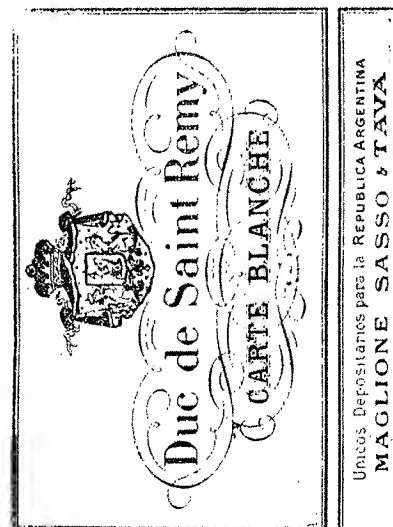 Duc de Saint Remy
CARTE BLANCHE
Unicos Depositarios para la REPUBLICA ARGENTINA
MAGLIONE SASSO & TAVA